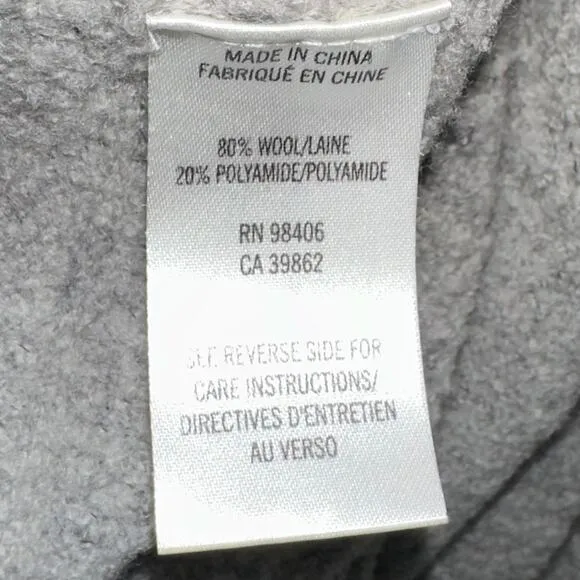 MADE IN CHINA
FABRIQUÉ EN CHINE
80% WOOL/LAINE
20% POLYAMIDE/POLYAMIDE
RN 98406
CA 39862
SEE REVERSE SIDE FOR
CARE INSTRUCTIONS/
DIRECTIVES D'ENTRETIEN
AU VERSO